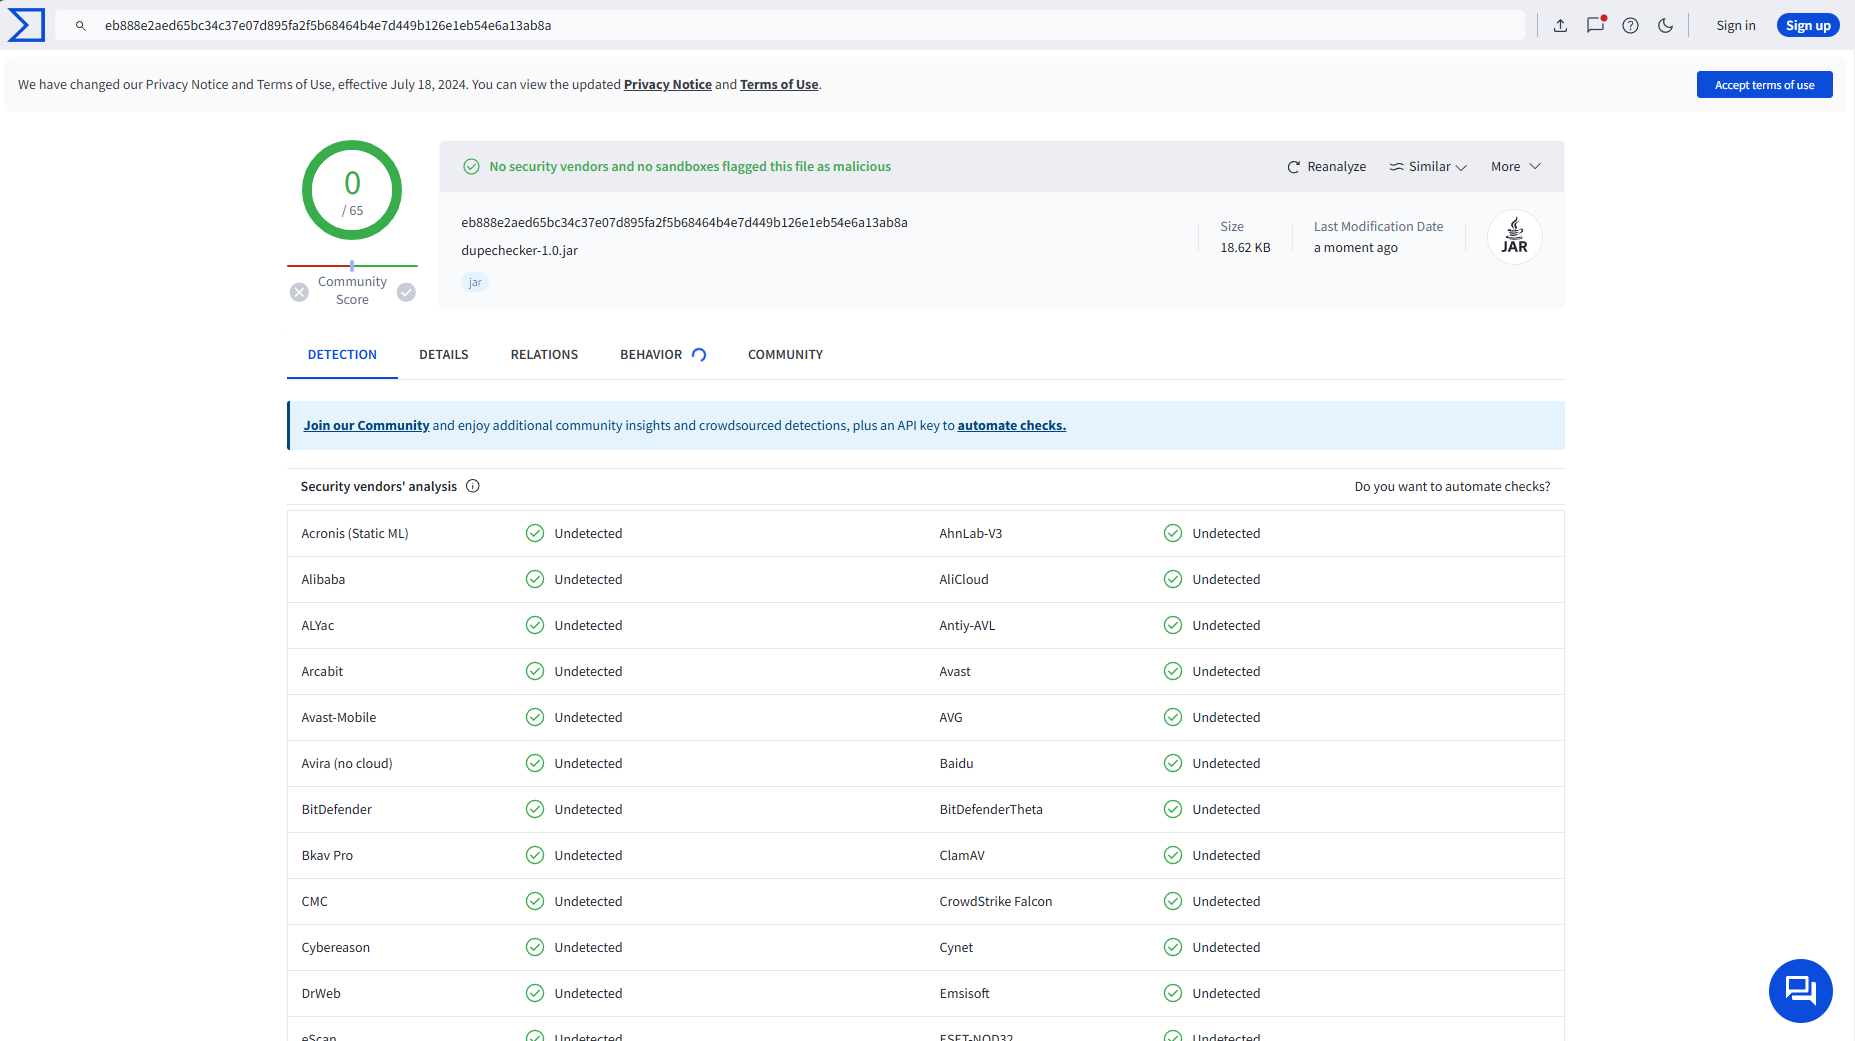 eb888e2aed65bc34c37e07d895fa2f5b68464b4e7d449b126e1eb54e6a13ab8a
Sign in
Sign up
We have changed our Privacy Notice and Terms of Use, effective July 18, 2024. You can view the updated Privacy Notice and Terms of Use.
Accept terms of use
0
/ 65
Community
Score
No security vendors and no sandboxes flagged this file as malicious
Reanalyze
Similar
More
eb888e2aed65bc34c37e07d895fa2f5b68464b4e7d449b126e1eb54e6a13ab8a
dupechecker-1.0.jar
jar
Size
18.62 KB
Last Modification Date
a moment ago
JAR
DETECTION
DETAILS
RELATIONS
BEHAVIOR
COMMUNITY
Join our Community and enjoy additional community insights and crowdsourced detections, plus an API key to automate checks.
Security vendors' analysis
Do you want to automate checks?
Acronis (Static ML)
Undetected
AhnLab-V3
Undetected
Alibaba
Undetected
AliCloud
Undetected
ALYac
Undetected
Antiy-AVL
Undetected
Arcabit
Undetected
Avast
Undetected
Avast-Mobile
Undetected
AVG
Undetected
Avira (no cloud)
Undetected
Baidu
Undetected
BitDefender
Undetected
BitDefenderTheta
Undetected
Bkav Pro
Undetected
ClamAV
Undetected
CMC
Undetected
CrowdStrike Falcon
Undetected
Cybereason
Undetected
Cynet
Undetected
DrWeb
Undetected
Emsisoft
Undetected
eScan
Undetected
ESET-NOD32
Undetected